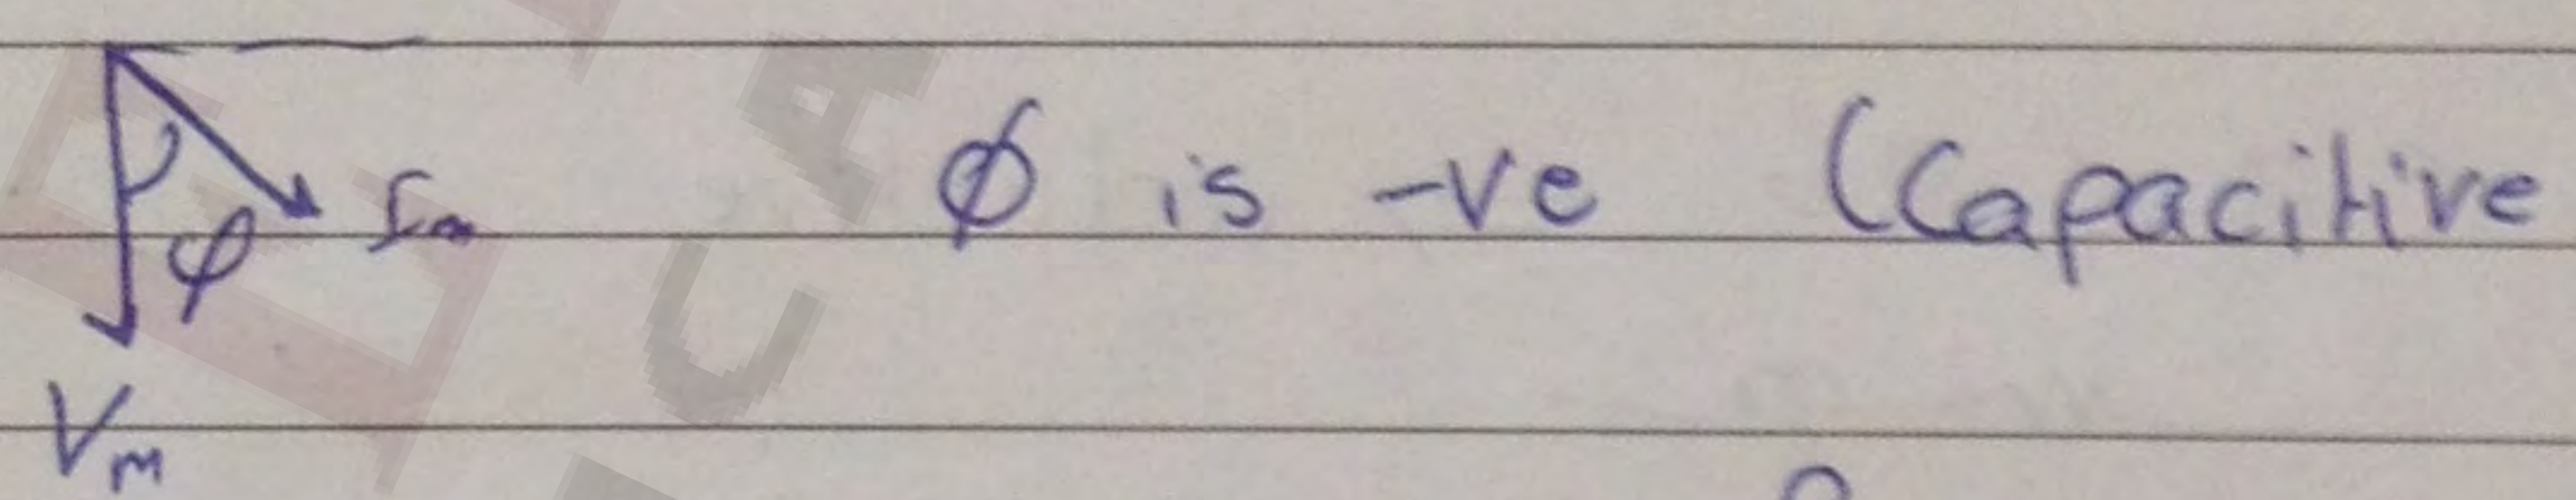 φ is -ve (Capacitive
Im
φ
Vm